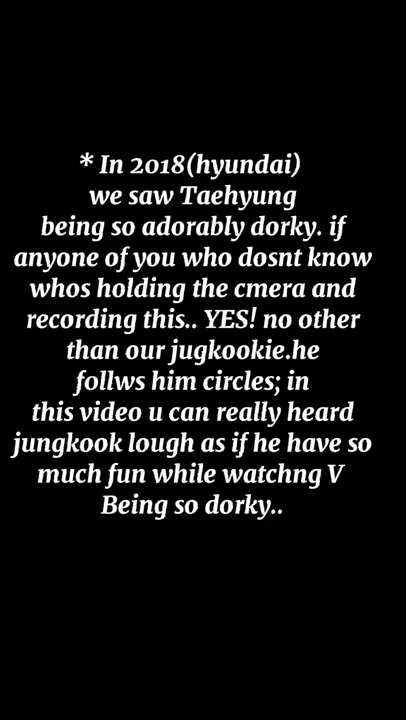 * In 2018(hyundai)
we saw Taehyung
being so adorably dorky. if
anyone of you who dosnt know
whos holding the cmera and
recording this.. YES! no other
than our jugkookie.he
follws him circles; in
this video u can really heard
jungkook lough as if he have so
much fun while watchng V
Being so dorky..